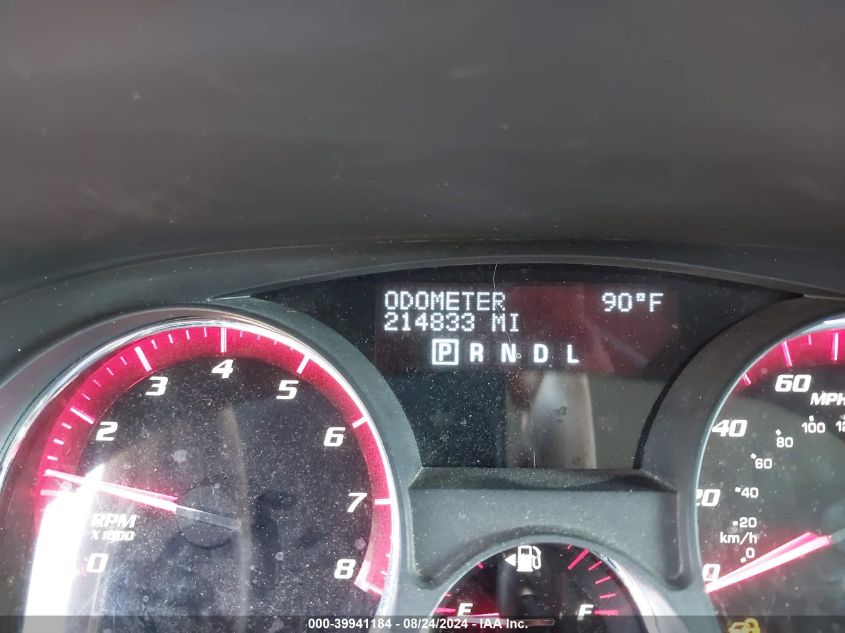 ODOMETER 90°F
214833 MI
P R N D L
0 2 3 4 5 6 7 8
RPM
X1000
0 20 40 60
MPH
0 20 40 60 80 100
km/h
E F
000-39941184 - 08/24/2024 - IAA Inc.